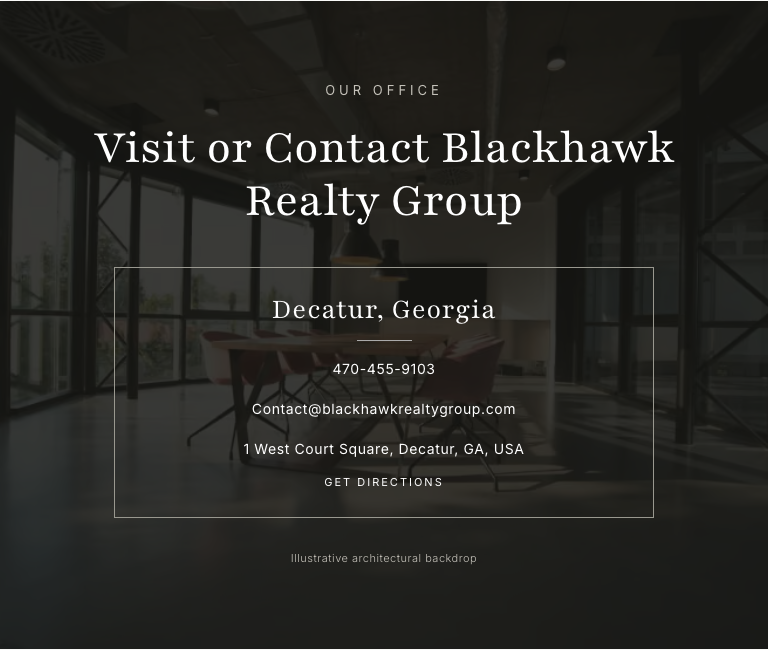 OUR OFFICE
Visit or Contact Blackhawk
Realty Group
Decatur, Georgia
470-455-9103
Contact@blackhawkrealtygroup.com
1 West Court Square, Decatur, GA, USA
GET DIRECTIONS
Illustrative architectural backdrop